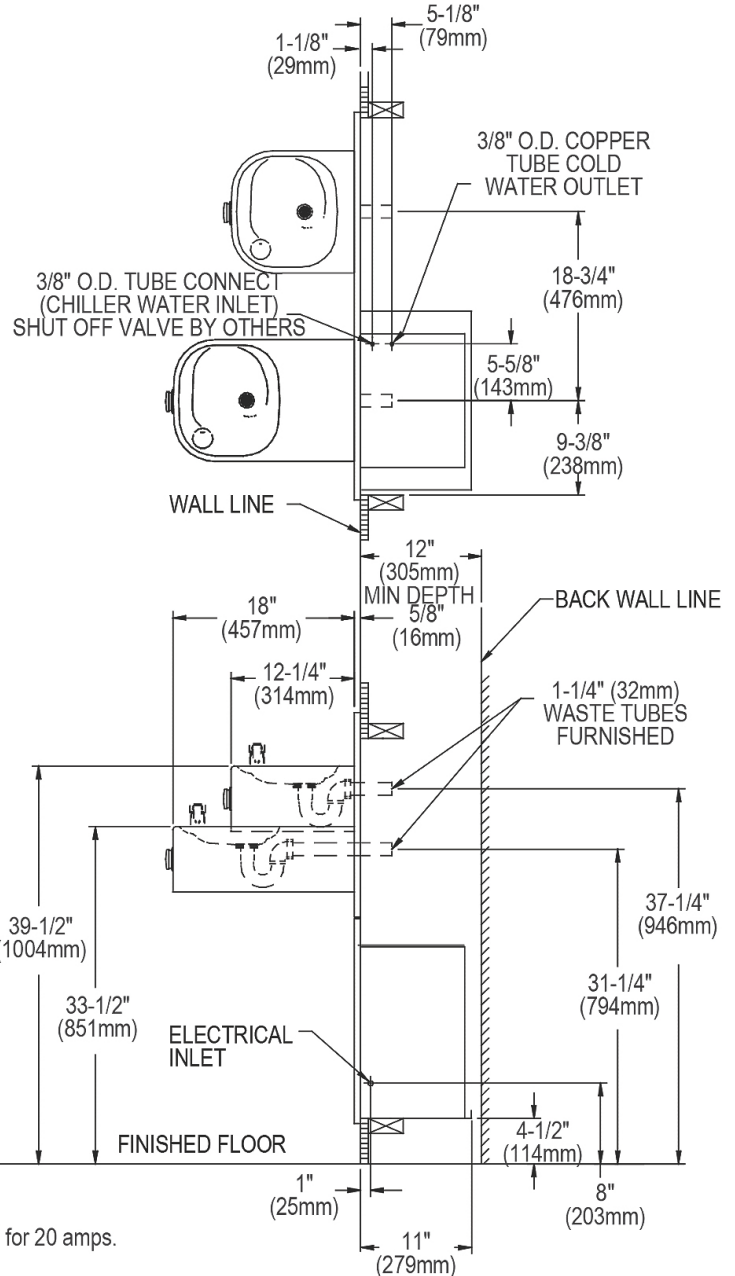 5-1/8"
(79mm)
1-1/8"
(29mm)
3/8" O.D. COPPER
TUBE COLD
WATER OUTLET
18-3/4"
(476mm)
3/8" O.D. TUBE CONNECT
(CHILLER WATER INLET)
SHUT OFF VALVE BY OTHERS
5-5/8"
(143mm)
9-3/8"
(238mm)
WALL LINE
12"
(305mm)
MIN DEPTH
BACK WALL LINE
18"
(457mm)
5/8"
(16mm)
12-1/4"
(314mm)
1-1/4" (32mm)
WASTE TUBES
FURNISHED
39-1/2"
(1004mm)
37-1/4"
(946mm)
33-1/2"
(851mm)
31-1/4"
(794mm)
ELECTRICAL
INLET
FINISHED FLOOR
4-1/2"
(114mm)
1"
(25mm)
8"
(203mm)
for 20 amps.
11"
(279mm)